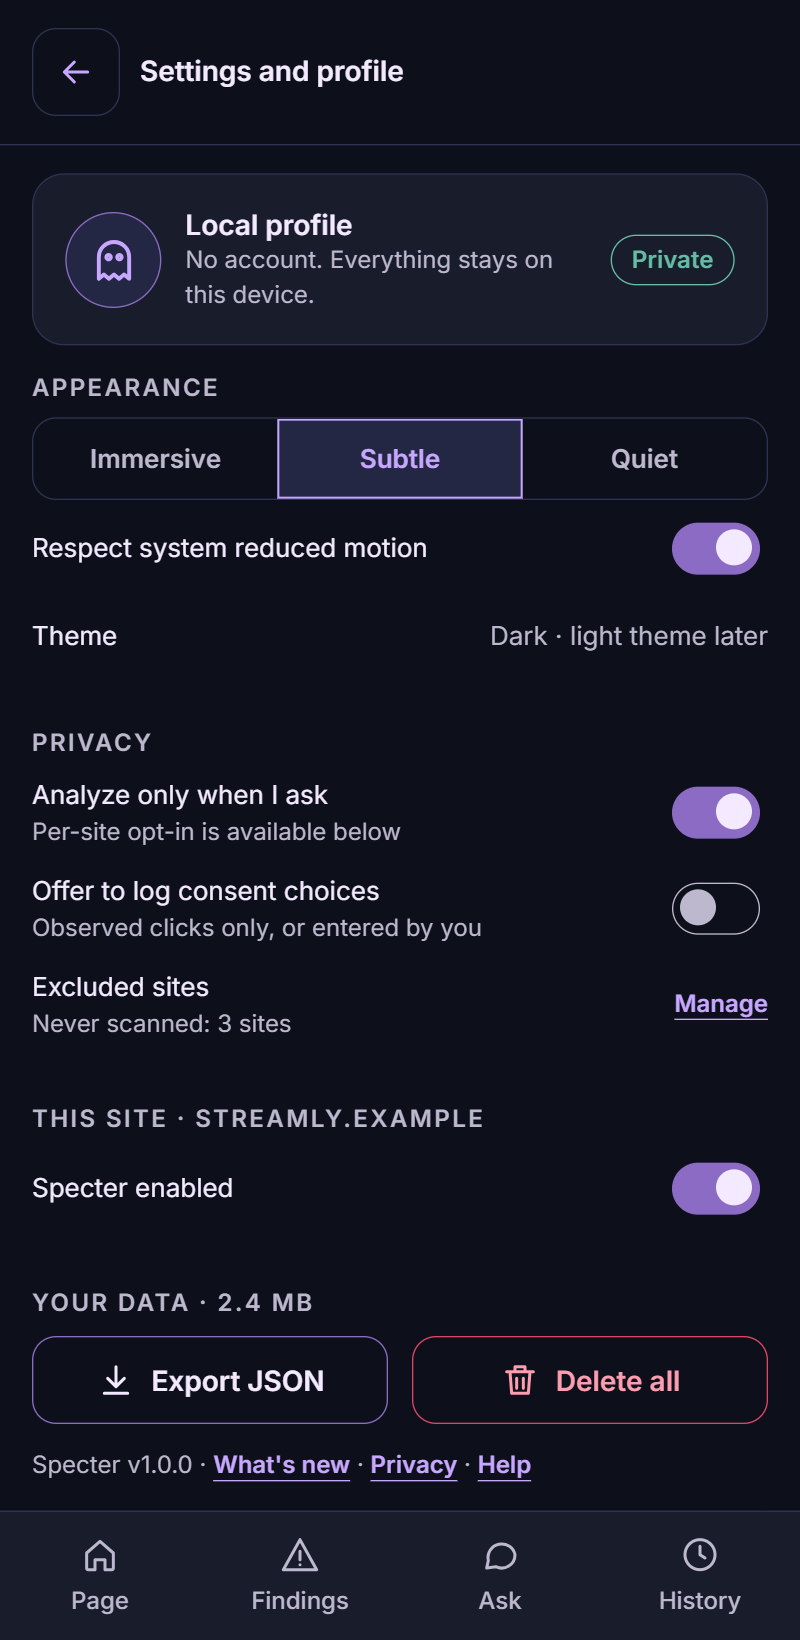 Settings and profile
Local profile
No account. Everything stays on
this device.
Private
APPEARANCE
Immersive
Subtle
Quiet
Respect system reduced motion
Theme
Dark · light theme later
PRIVACY
Analyze only when I ask
Per-site opt-in is available below
Offer to log consent choices
Observed clicks only, or entered by you
Excluded sites
Never scanned: 3 sites
Manage
THIS SITE · STREAMLY.EXAMPLE
Specter enabled
YOUR DATA · 2.4 MB
Export JSON
Delete all
Specter v1.0.0 · What's new · Privacy · Help
Page
Findings
Ask
History